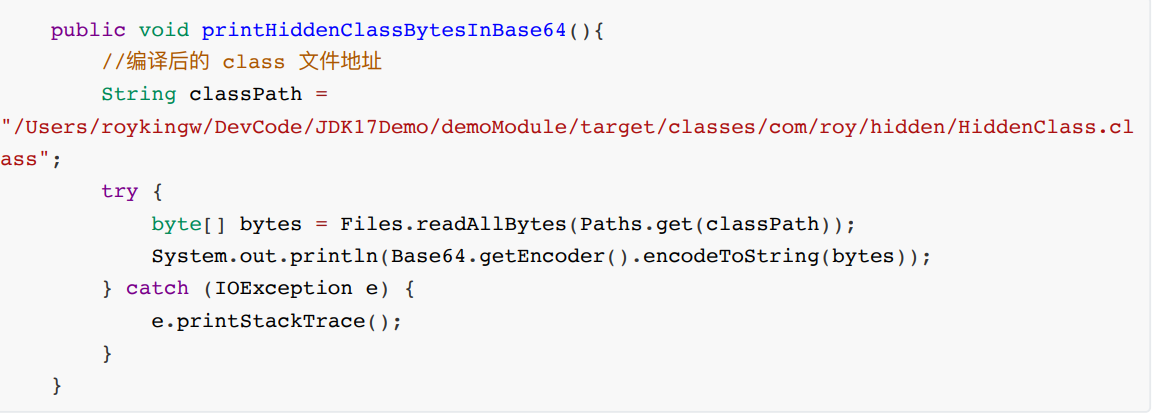 public void printHiddenClassBytesInBase64(){
//编译后的 class 文件地址
String classPath =
"/Users/roykingw/DevCode/JDK17Demo/demoModule/target/classes/com/roy/hidden/HiddenClass.cl
ass";
try {
byte[] bytes = Files.readAllBytes(Paths.get(classPath));
System.out.println(Base64.getEncoder().encodeToString(bytes));
} catch (IOException e) {
e.printStackTrace();
}
}